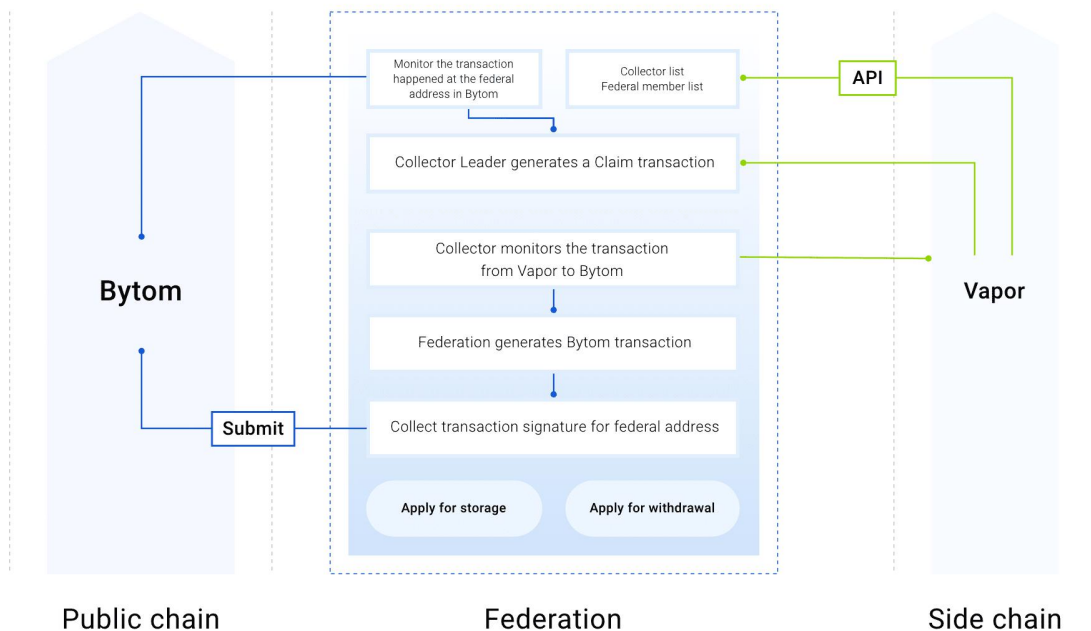 Monitor the transaction
happened at the federal
address in Bytom
Collector list
Federal member list
API
Collector Leader generates a Claim transaction
Collector monitors the transaction
from Vapor to Bytom
Bytom
Vapor
Federation generates Bytom transaction
Submit
Collect transaction signature for federal address
Apply for storage
Apply for withdrawal
Public chain
Federation
Side chain